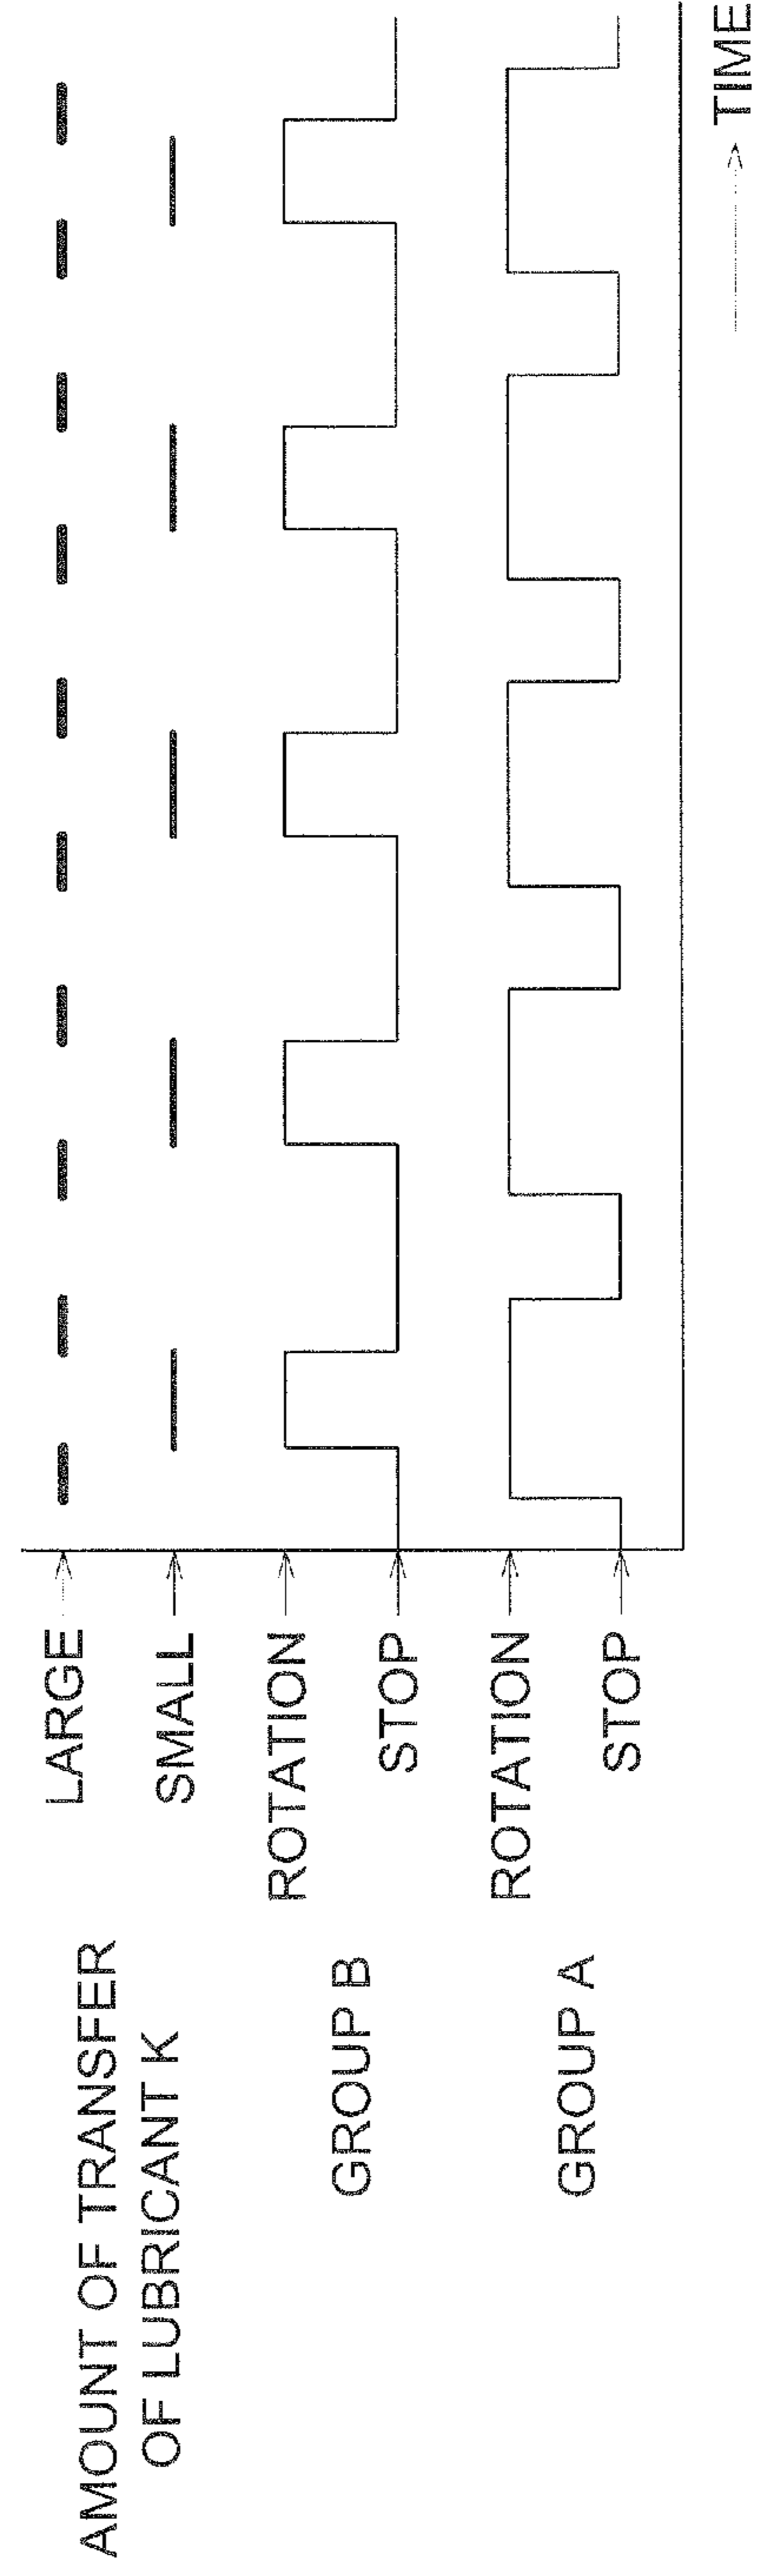 AMOUNT OF TRANSFER
OF LUBRICANT K
LARGE
SMALL
GROUP B
ROTATION
STOP
GROUP A
ROTATION
STOP
TIME